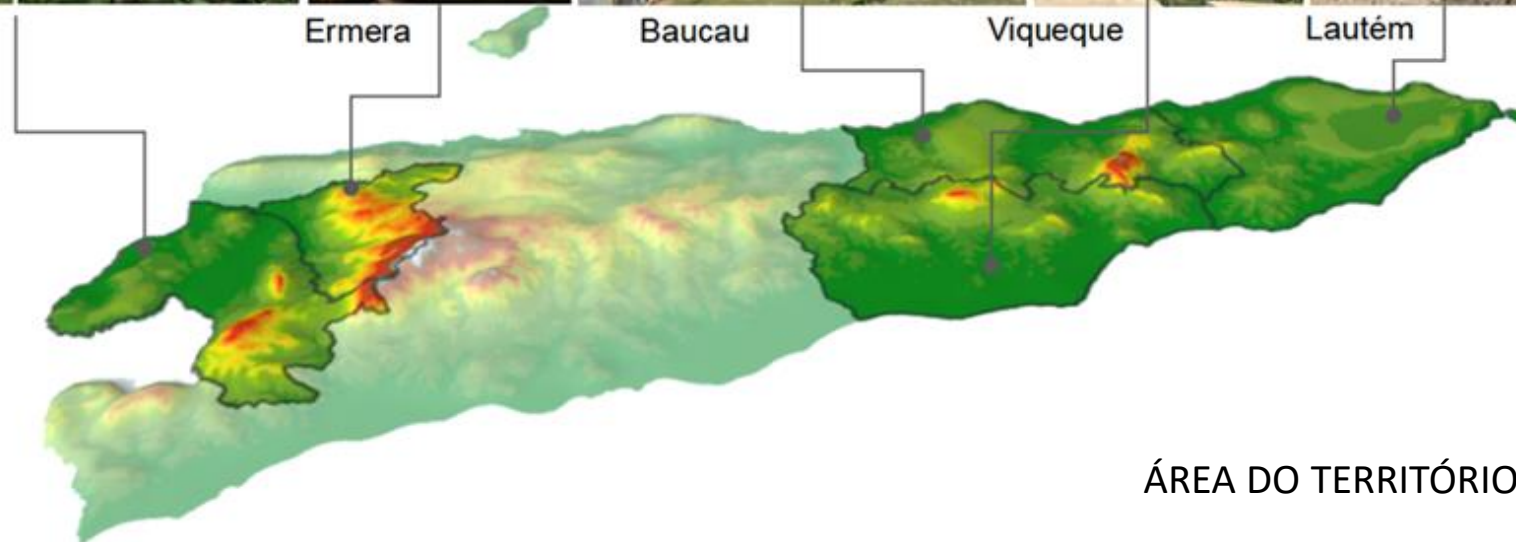 Ermera
Baucau
Viqueque
Lautém
ÁREA DO TERRITÓRIO